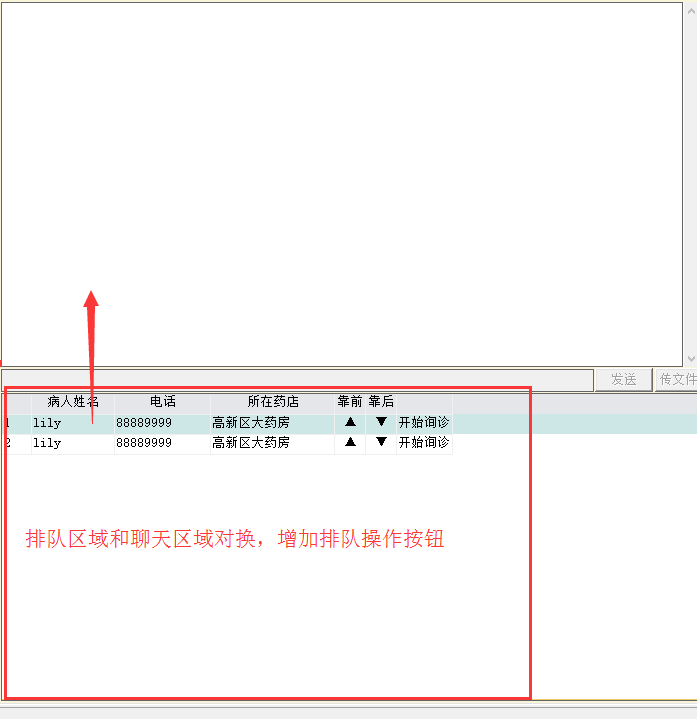 发送 传文件
病人姓名 电话 所在药店 靠前 靠后
1 lily 88889999 高新区大药房 ▲ ▼ 开始询诊
2 lily 88889999 高新区大药房 ▲ ▼ 开始询诊
排队区域和聊天区域对换，增加排队操作按钮